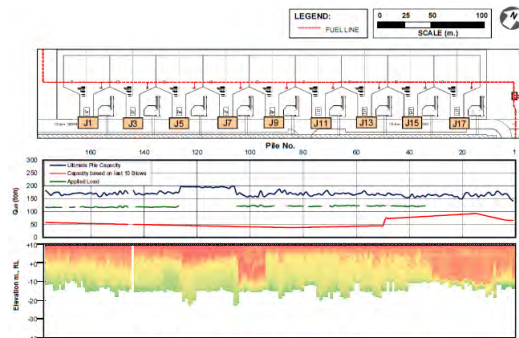 LEGEND:
FUEL LINE
0 25 50 100
SCALE (m.)
J1 J3 J5 J7 J9 J11 J13 J15 J17
Pile No.
160 140 120 100 80 60 40 20 1
300
250
200
150
100
50
0
Qult (ton)
Ultimate Pile Capacity
Capacity based on last 10 Blows
Applied Load
+10
0
-10
-20
-30
Elevation m., RL